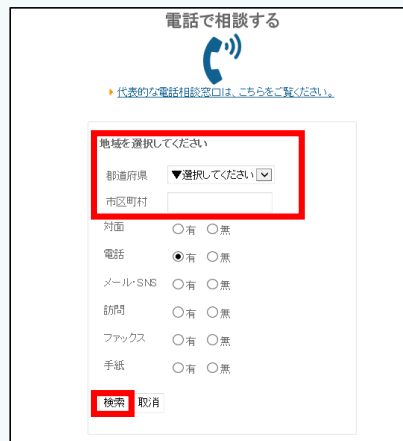 電話で相談する
代表的な電話相談窓口は、こちらをご覧ください。
地域を選択してください
都道府県 ▼選択してください
市区町村
対面 ○有 ○無
電話 ◉有 ○無
メール・SNS ○有 ○無
訪問 ○有 ○無
ファックス ○有 ○無
手紙 ○有 ○無
検索 取消